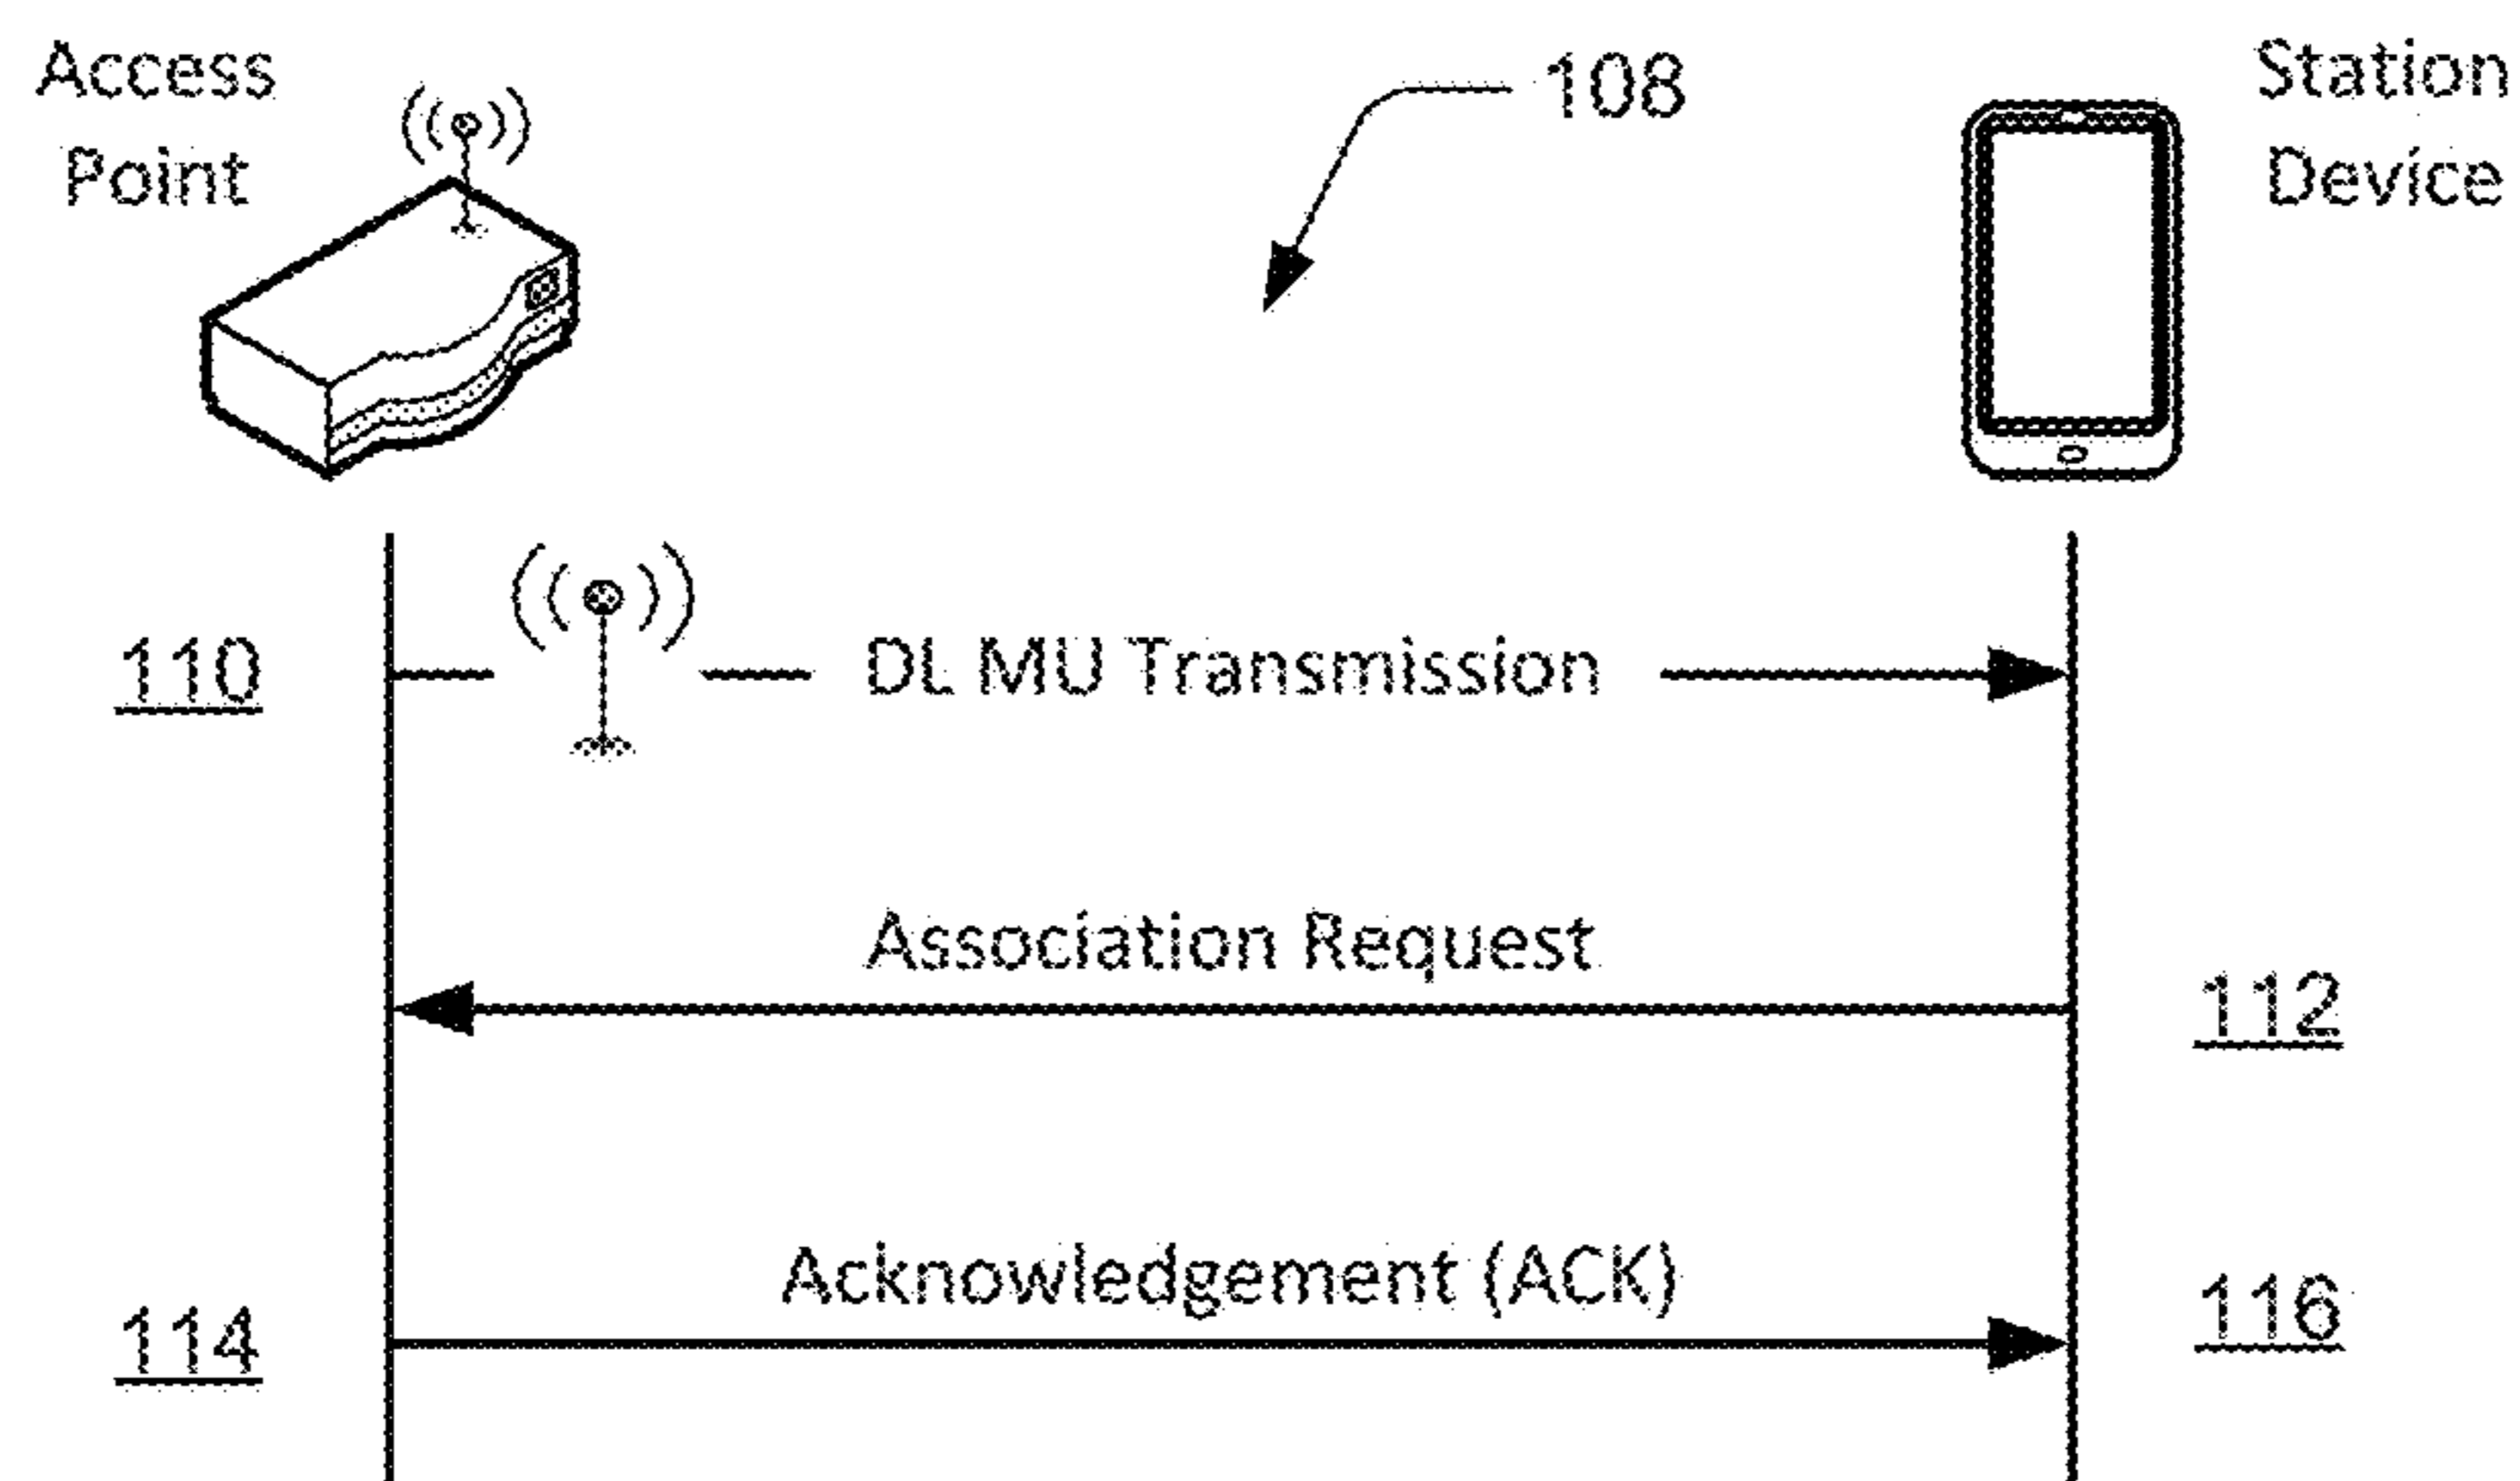 Access
Point
108
Station
Device
110
DL MU Transmission
Association Request
112
Acknowledgement (ACK)
114
116